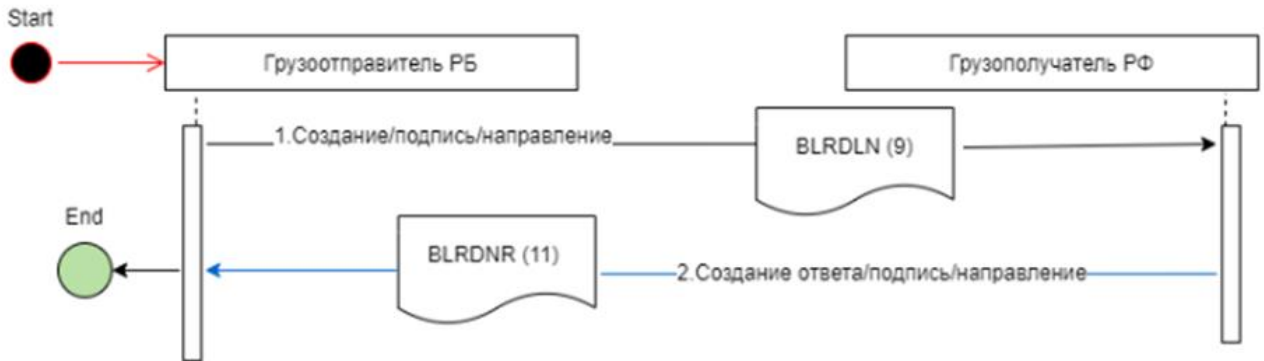 Start
Грузоотправитель РБ
Грузополучатель РФ
1.Создание/подпись/направление
BLRDLN (9)
End
BLRDNR (11)
2.Создание ответа/подпись/направление